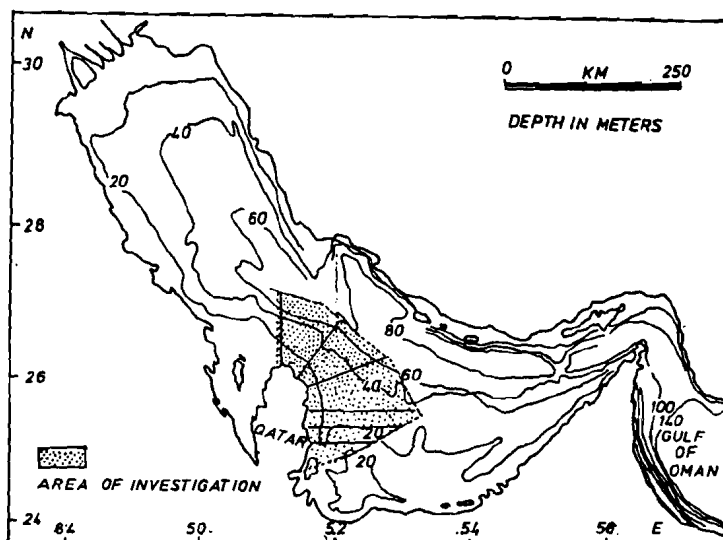 N
30
28
26
24
0 KM 250
DEPTH IN METERS
40
20
60
80
60
40
20
20
QATAR
100
140
GULF
OF
OMAN
AREA OF INVESTIGATION
84 50 52 .54 56 E